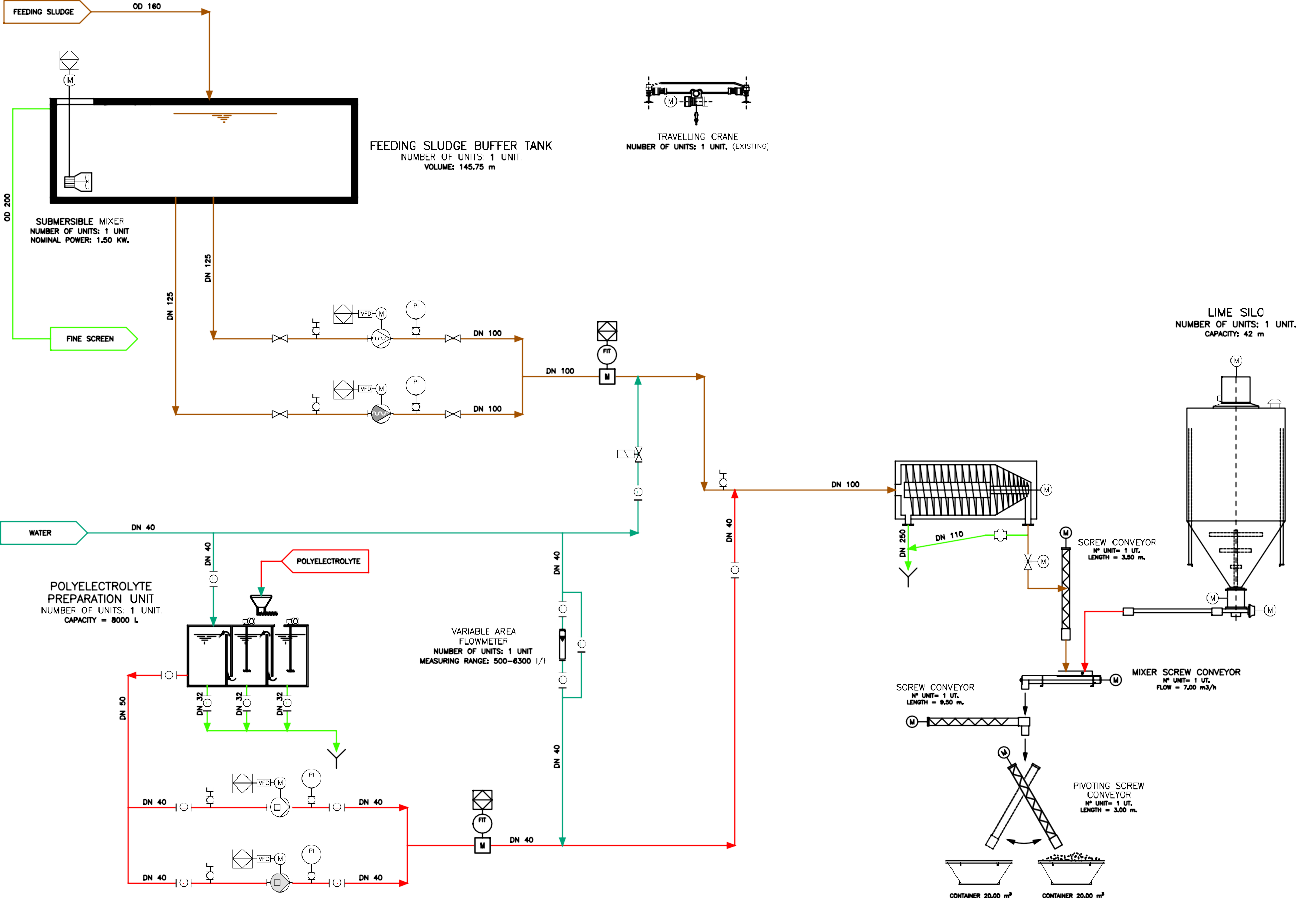 FEEDING SLUDGE
OD 160
M
OD 200
FEEDING SLUDGE BUFFER TANK
NUMBER OF UNITS: 1 UNIT
VOLUME: 145.75 m
SUBMERSIBLE MIXER
NUMBER OF UNITS: 1 UNIT
NOMINAL POWER: 1.50 KW.
M
TRAVELLING CRANE
NUMBER OF UNITS: 1 UNIT. (EXISTING)
FINE SCREEN
DN 125
DN 125
M
DN 100
M
DN 100
DN 100
FIT
M
LIME SILO
NUMBER OF UNITS: 1 UNIT.
CAPACITY: 42 m
M
WATER
DN 40
DN 40
POLYELECTROLYTE
POLYELECTROLYTE
PREPARATION UNIT
NUMBER OF UNITS: 1 UNIT
CAPACITY = 8000 L
DN 32
DN 32
DN 32
DN 50
DN 40
VARIABLE AREA
FLOWMETER
NUMBER OF UNITS: 1 UNIT
MEASURING RANGE: 500-6300
DN 40
DN 40
DN 100
M
DN 250
DN 110
M
M
SCREW CONVEYOR
Nº UNIT= 1 UT.
LENGTH = 3.50 m.
M
M
MIXER SCREW CONVEYOR
Nº UNIT= 1 UT.
FLOW = 7.00 m3/h
M
SCREW CONVEYOR
Nº UNIT= 1 UT.
LENGTH = 9.50 m.
M
M
PIVOTING SCREW
CONVEYOR
Nº UNIT= 1 UT.
LENGTH = 3.00 m.
CONTAINER 20.00 m³
CONTAINER 20.00 m³
M
PI
DN 40
DN 40
M
PI
DN 40
DN 40
FIT
M
DN 40